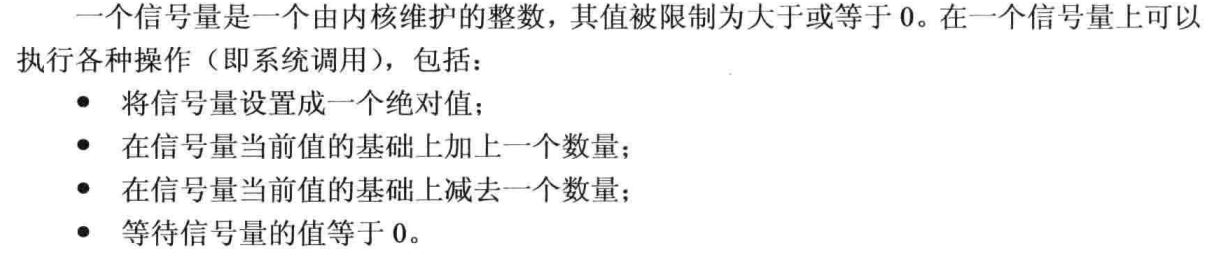 一个信号量是一个由内核维护的整数，其值被限制为大于或等于 0。在一个信号量上可以
执行各种操作（即系统调用），包括：
● 将信号量设置成一个绝对值；
● 在信号量当前值的基础上加上一个数量；
● 在信号量当前值的基础上减去一个数量；
● 等待信号量的值等于 0。